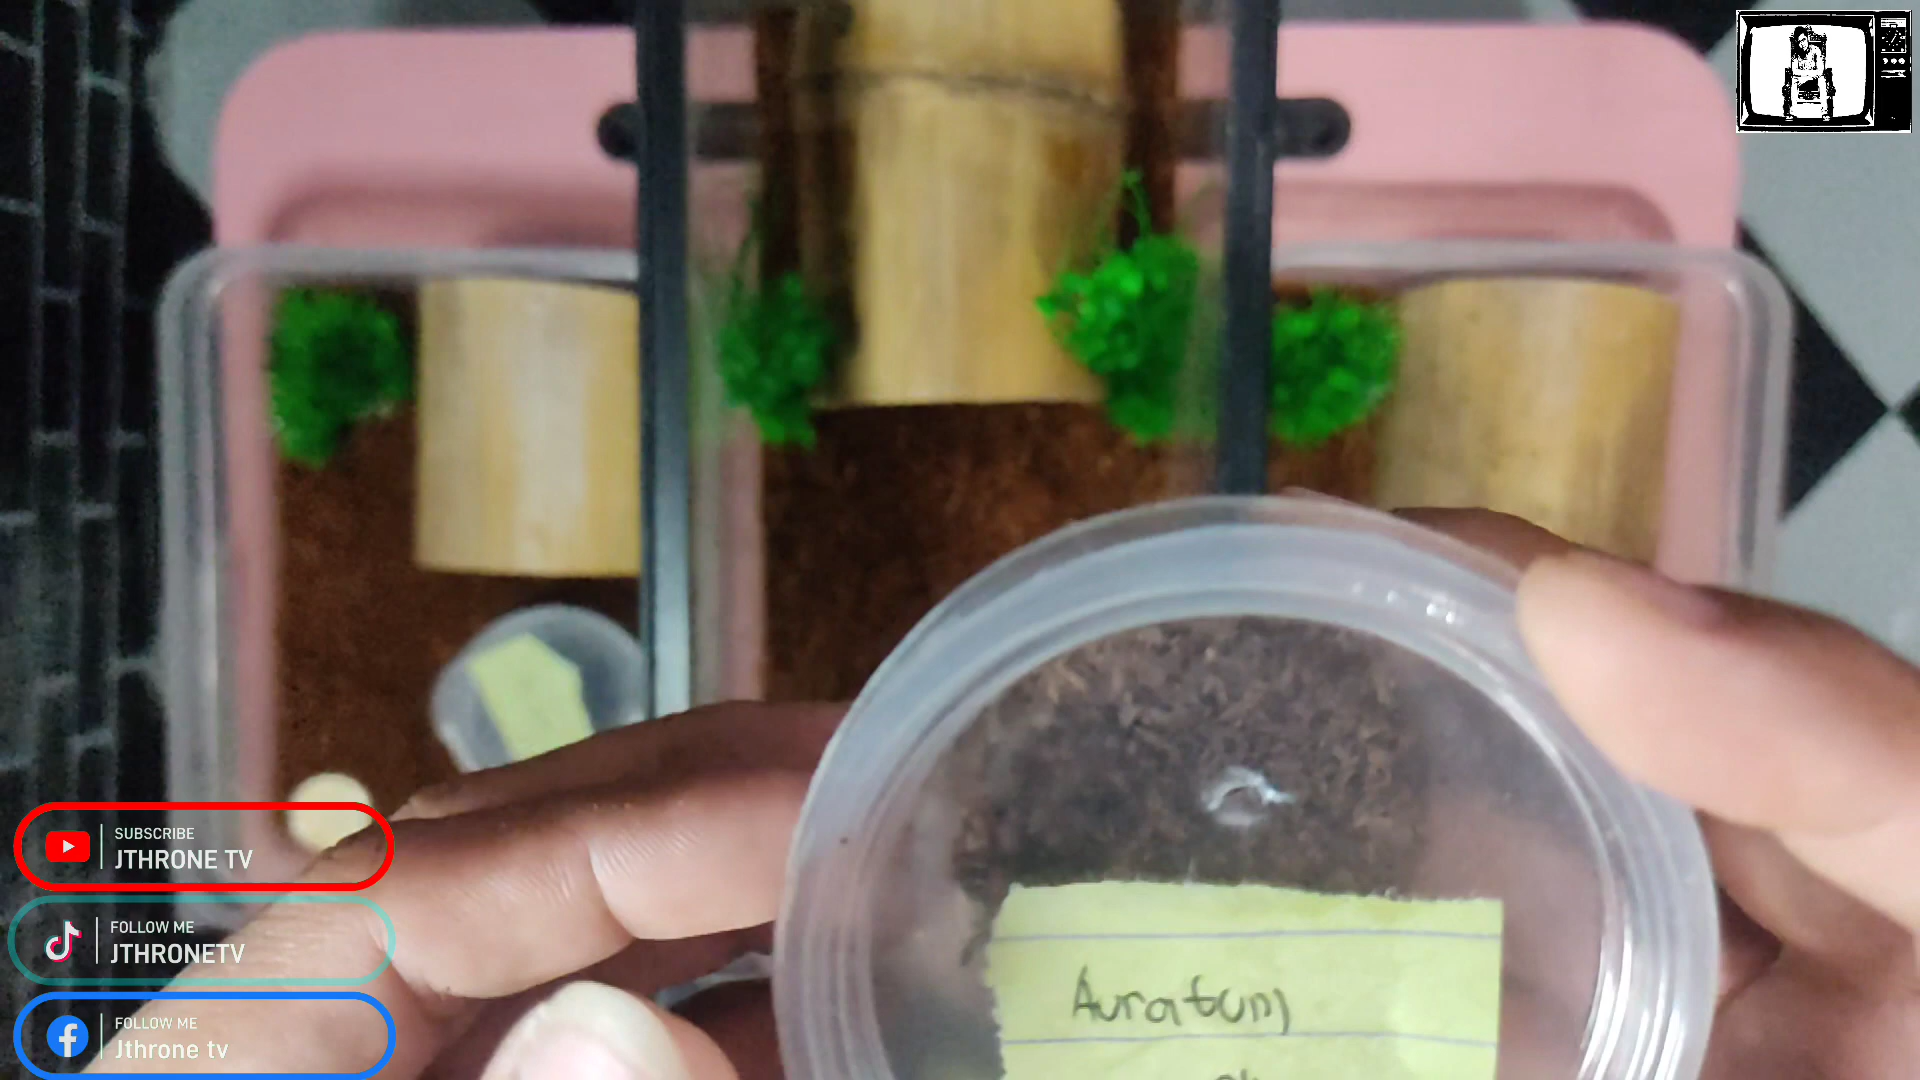 SUBSCRIBE
JTHRONE TV
FOLLOW ME
JTHRONETV
FOLLOW ME
Jthrone tv
Auratum